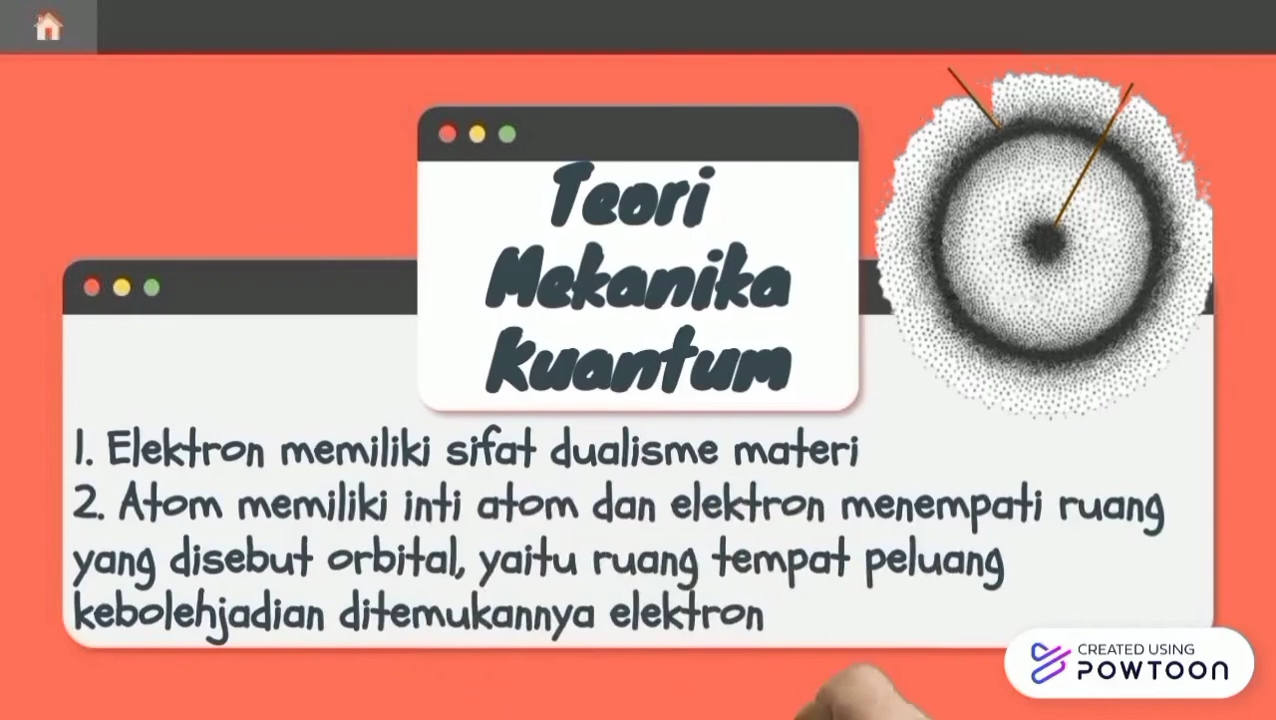 Teori
Mekanika
Kuantum
1. Elektron memiliki sifat dualisme materi
2. Atom memiliki inti atom dan elektron menempati ruang
yang disebut orbital, yaitu ruang tempat peluang
kebolehjadian ditemukannya elektron
CREATED USING
POWTOON